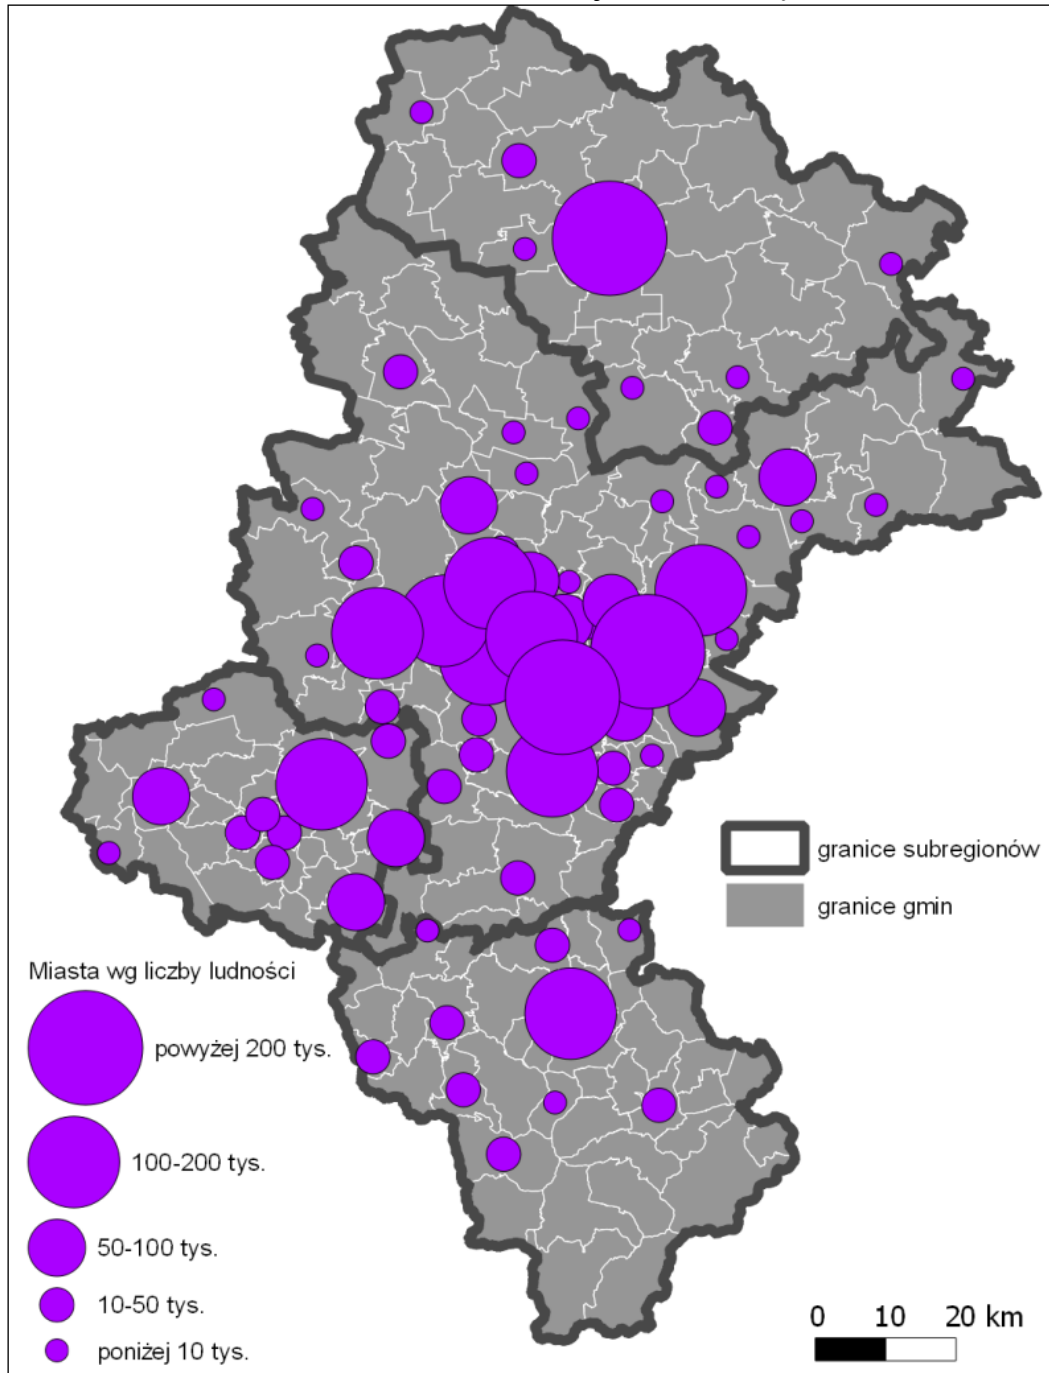 granice subregionów
granice gmin
Miasta wg liczby ludności
powyżej 200 tys.
100-200 tys.
50-100 tys.
10-50 tys.
poniżej 10 tys.
0 10 20 km